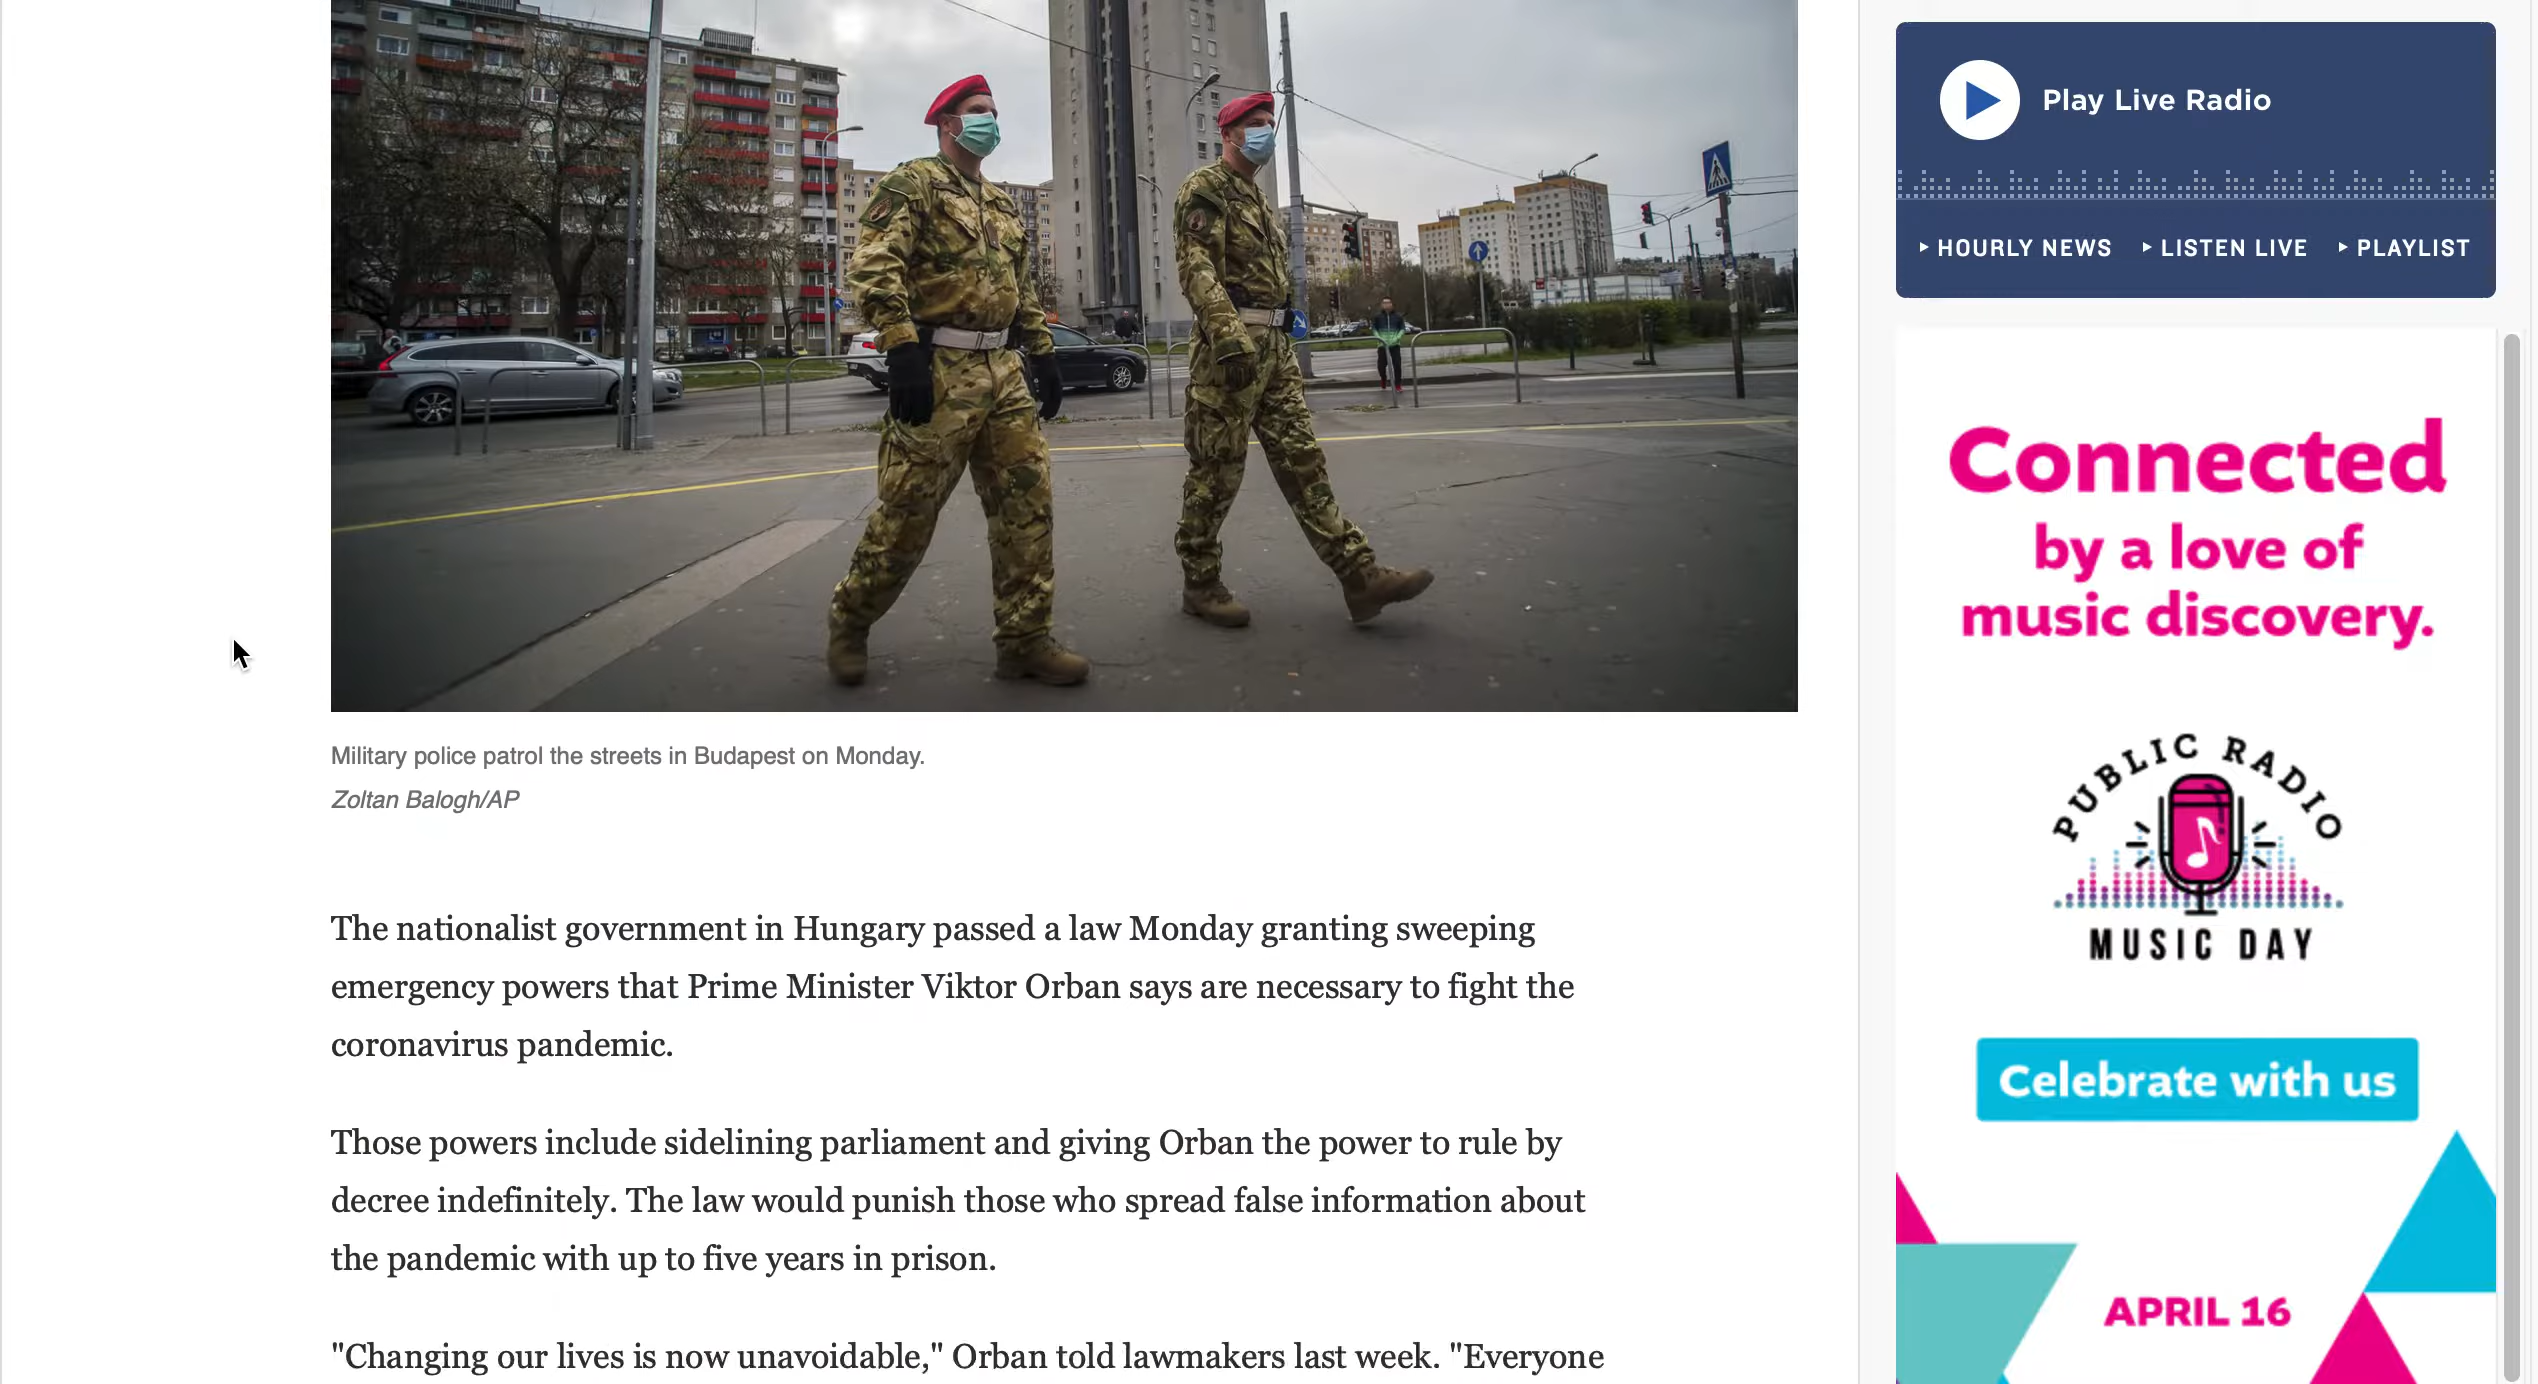 Military police patrol the streets in Budapest on Monday.
Zoltan Balogh/AP
The nationalist government in Hungary passed a law Monday granting sweeping
emergency powers that Prime Minister Viktor Orban says are necessary to fight the
coronavirus pandemic.
Those powers include sidelining parliament and giving Orban the power to rule by
decree indefinitely. The law would punish those who spread false information about
the pandemic with up to five years in prison.
"Changing our lives is now unavoidable," Orban told lawmakers last week. "Everyone
Play Live Radio
HOURLY NEWS LISTEN LIVE PLAYLIST
Connected
by a love of
music discovery.
PUBLIC RADIO
MUSIC DAY
Celebrate with us
APRIL 16